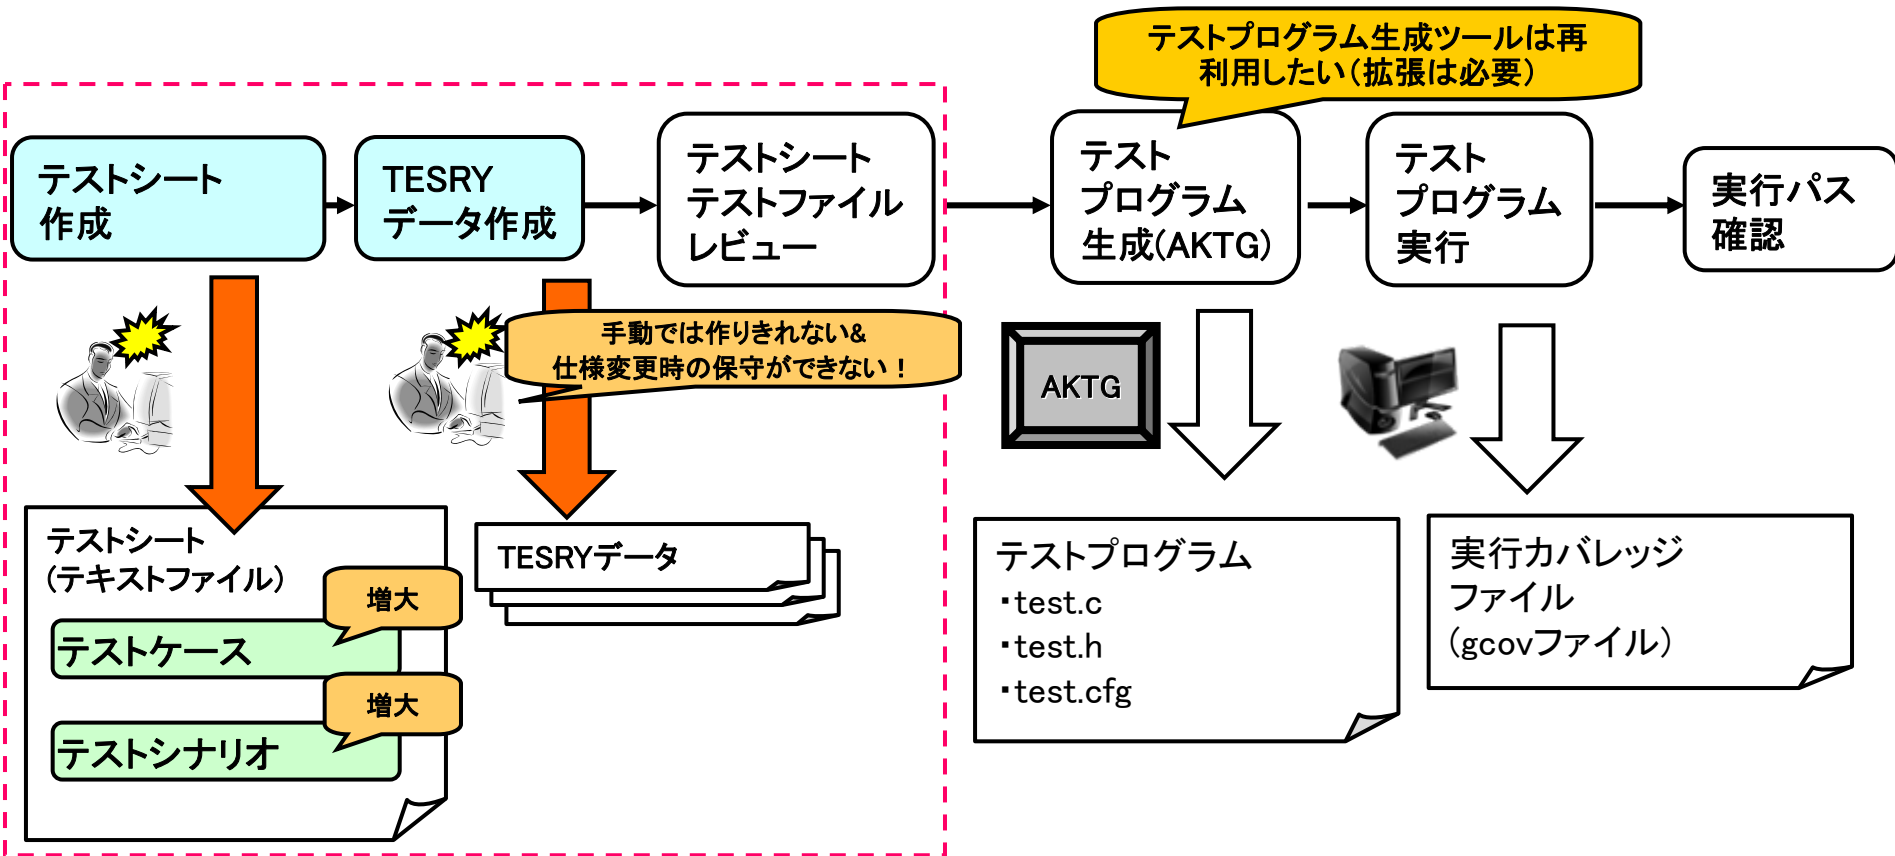 テストプログラム生成ツールは再
利用したい（拡張は必要）
テストシート
作成
TESRY
データ作成
テストシート
テストファイル
レビュー
テスト
プログラム
生成(AKTG)
テスト
プログラム
実行
実行パス
確認
手動では作りきれない&
仕様変更時の保守ができない！
AKTG
テストシート
（テキストファイル）
増大
テストケース
増大
テストシナリオ
TESRYデータ
テストプログラム
・test.c
・test.h
・test.cfg
実行カバレッジ
ファイル
（gcovファイル）